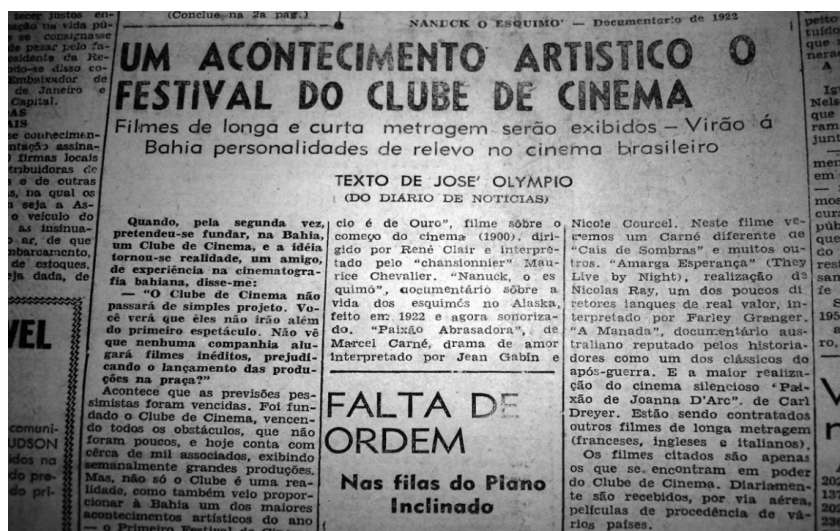 (Conclue na 2a pag.)
NANUCK O ESQUIMO' — Documentario de 1922
UM ACONTECIMENTO ARTISTICO O
FESTIVAL DO CLUBE DE CINEMA
Filmes de longa e curta metragem serão exibidos — Virão á
Bahia personalidades de relevo no cinema brasileiro
TEXTO DE JOSE' OLYMPIO
(DO DIARIO DE NOTICIAS)
Quando, pela segunda vez,
pretendeu-se fundar, na Bahia,
um Clube de Cinema, e a idéia
tornou-se realidade, um amigo,
de experiência na cinematogra-
fia bahiana, disse-me:
— "O Clube de Cinema não
passará de simples projeto. Vo-
cê verá que êles não irão além
do primeiro espetáculo. Não vê
que nenhuma companhia alu-
gará filmes inéditos, prejudi-
cando o lançamento das produ-
ções na praça?"
Acontece que as previsões pes-
simistas foram vencidas. Foi fun-
dado o Clube de Cinema, vencen-
do todos os obstáculos, que não
foram poucos, e hoje conta com
cêrca de mil associados, exibindo
semanalmente grandes produções.
Mas, não só o Clube é uma rea-
lidade, como também veio propor-
cionar à Bahia um dos maiores
acontecimentos artísticos do ano
— o Primeiro Festival de
cio é de Ouro", filme sôbre o
começo do cinema (1900), diri-
gido por René Clair e interprê-
tado pelo "chansionnier" Mau-
rice Chevalier. "Nanuck, o es
quimó", documentário sôbre a
vida dos esquimós no Alaska,
feito em 1922 e agora sonoriza-
do. "Paixão Abrasadora", de
Marcel Carné, drama de amor
interpretado por Jean Gabin e
FALTA DE
ORDEM
Nas filas do Plano
Inclinado
Nicole Courcel. Neste filme ve-
remos um Carné diferente de
"Cais de Sombras" e muitos ou-
tros. "Amarga Esperança" (They
Live by Night), realização de
Nicolas Ray, um dos poucos di
retores ianques de real valor, in-
terpretado por Farley Granger.
"A Manada", documentário aus-
traliano reputado pelos historia-
dores como um dos clássicos do
após-guerra. E a maior realiza-
ção do cinema silencioso "Pai-
xão de Joanna D'Arc". de Carl
Dreyer. Estão sendo contratados
outros filmes de longa metragem
(franceses, ingleses e italianos).
Os filmes citados são apenas
os que se encontram em poder
do Clube de Cinema. Diariamen-
te são recebidos, por via aérea,
películas de procedência de vá-
rios países.